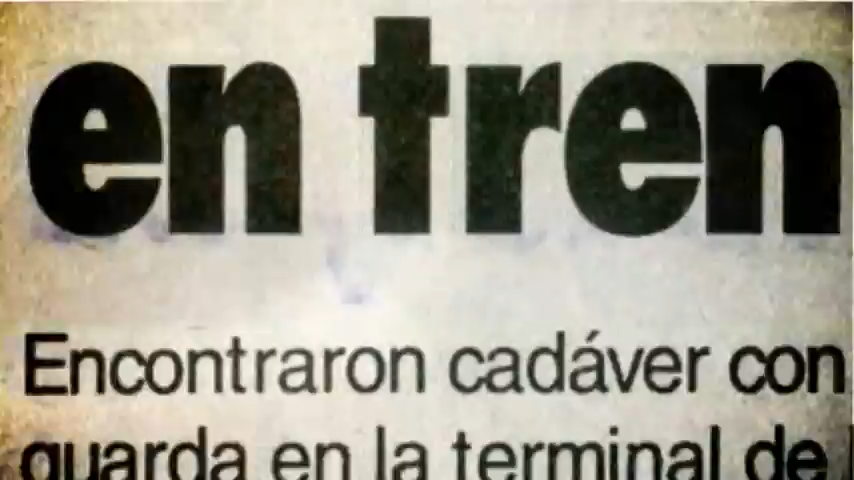 en tren
Encontraron cadáver con
guarda en la terminal de